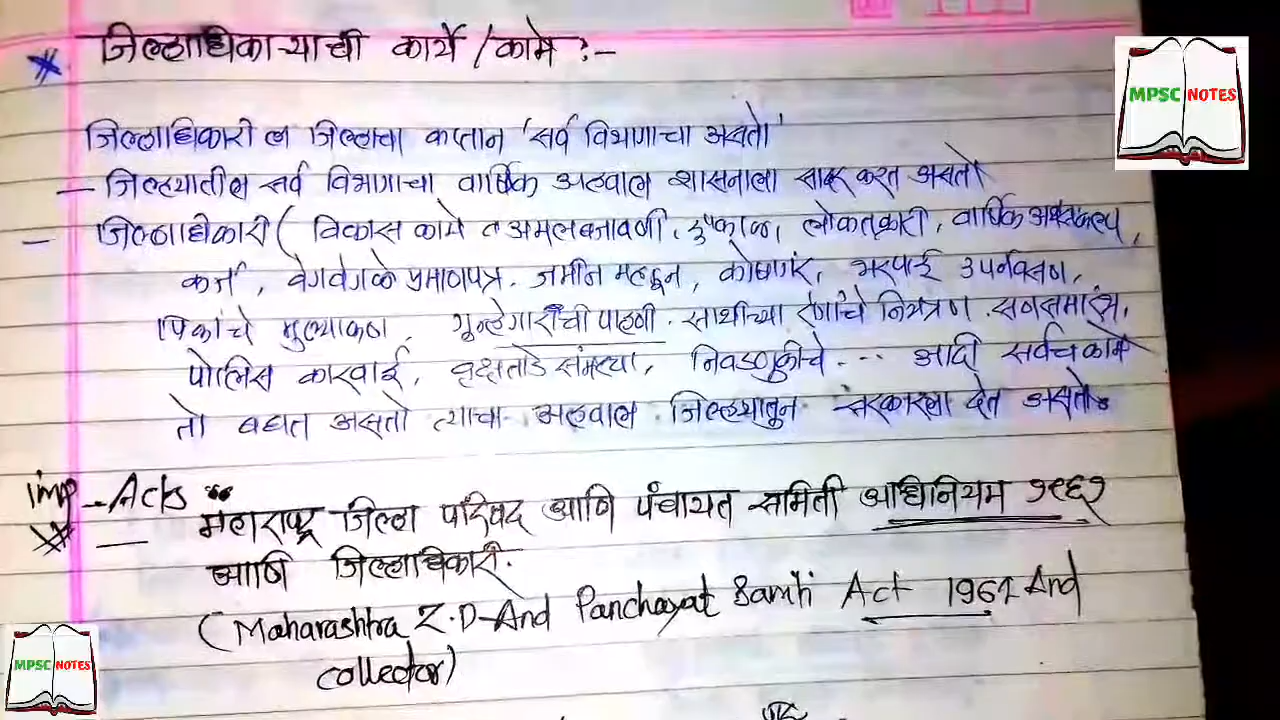 MPSC NOTES
* जिल्हाधिकाऱ्याची कार्ये /कामे :-
जिल्हाधिकारी ल जिल्हाचा कप्तान 'सर्व विभाणाचा असतो'
— जिल्ह्यातील सर्व विभागाचा वार्षिक अहवाल शासनाला सादर करत असतो
— जिल्हाधिकारी ( विकास कामे त अमलबजावणी, दुष्काळ, लोकतक्रारी, वार्षिक
कर्ज, वेगवेगळे प्रमाणपत्र, जमीन महसून, कोषागारं, भरपाई
पिकांचे मुल्याकण, गुन्हेगारांची पाहणी, साथीच्या रोगांचे नियत्रण, सणसमारंभ,
पोलिस कारवाई, वृक्षतोड समस्या, निवडणुकीचे --- आदी सर्वच कामे
तो बघत असतो त्याचा अहवाल जिल्ह्यातून सरकारला देत असतो.
imp - Acts
— महाराष्ट्र जिल्हा परिषद आणि पंचायत समिती अधिनियम १९६१
आणि जिल्हाधिकारी.
(Maharashtra Z.P-And Panchayat Samiti Act 1961 And
collector)
MPSC NOTES